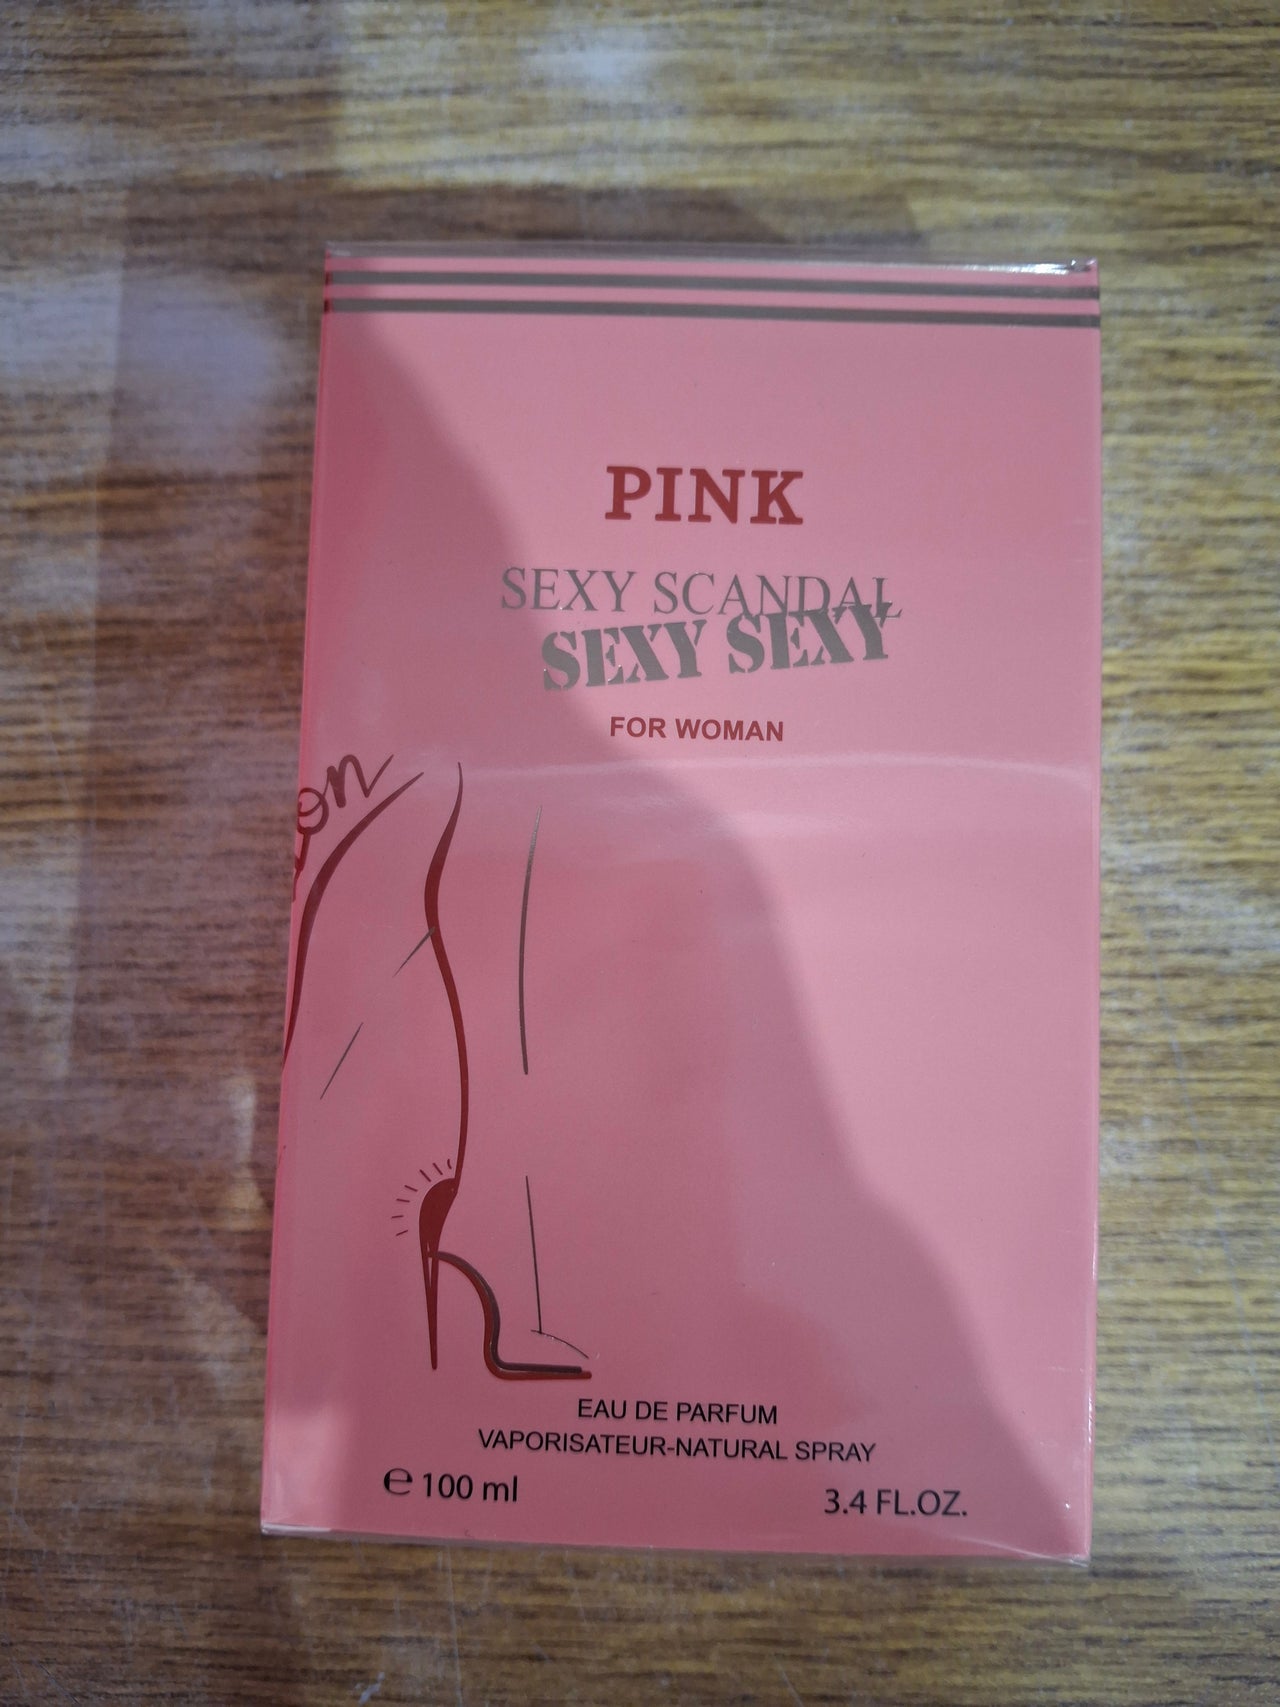 PINK
SEXY SCANDAL
SEXY SEXY
FOR WOMAN
on
EAU DE PARFUM
VAPORISATEUR-NATURAL SPRAY
℮ 100 ml
3.4 FL.OZ.